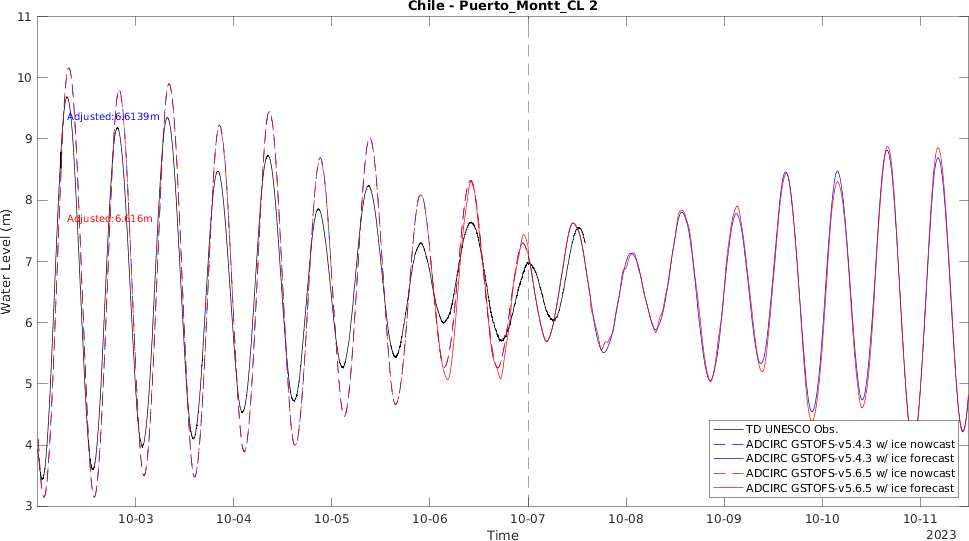 Chile - Puerto_Montt_CL 2
11
10
9
8
7
6
5
4
3
Water Level (m)
Adjusted:6.6139m
Adjusted:6.616m
TD UNESCO Obs.
ADCIRC GSTOFS-v5.4.3 w/ ice nowcast
ADCIRC GSTOFS-v5.4.3 w/ ice forecast
ADCIRC GSTOFS-v5.6.5 w/ ice nowcast
ADCIRC GSTOFS-v5.6.5 w/ ice forecast
10-03 10-04 10-05 10-06 10-07 10-08 10-09 10-10 10-11
Time
2023